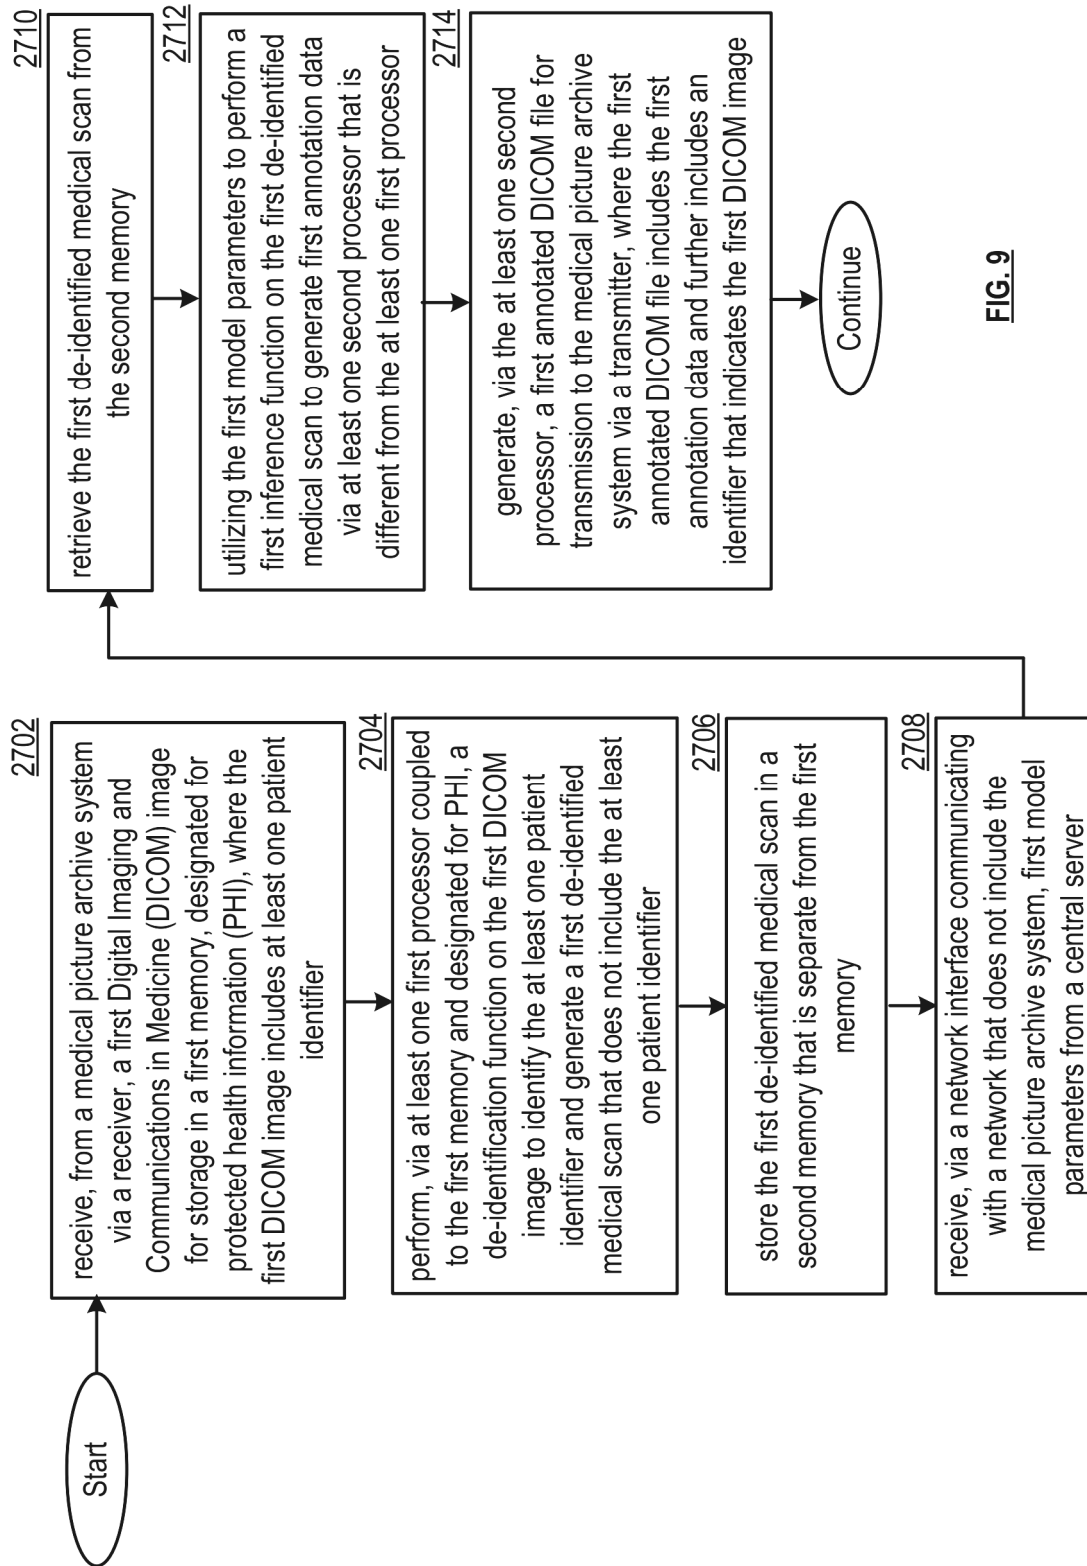 Start
2702
receive, from a medical picture archive system
via a receiver, a first Digital Imaging and
Communications in Medicine (DICOM) image
for storage in a first memory, designated for
protected health information (PHI), where the
first DICOM image includes at least one patient
identifier
2704
perform, via at least one first processor coupled
to the first memory and designated for PHI, a
de-identification function on the first DICOM
image to identify the at least one patient
identifier and generate a first de-identified
medical scan that does not include the at least
one patient identifier
2706
store the first de-identified medical scan in a
second memory that is separate from the first
memory
2708
receive, via a network interface communicating
with a network that does not include the
medical picture archive system, first model
parameters from a central server
2710
retrieve the first de-identified medical scan from
the second memory
2712
utilizing the first model parameters to perform a
first inference function on the first de-identified
medical scan to generate first annotation data
via at least one second processor that is
different from the at least one first processor
2714
generate, via the at least one second
processor, a first annotated DICOM file for
transmission to the medical picture archive
system via a transmitter, where the first
annotated DICOM file includes the first
annotation data and further includes an
identifier that indicates the first DICOM image
Continue
FIG. 9